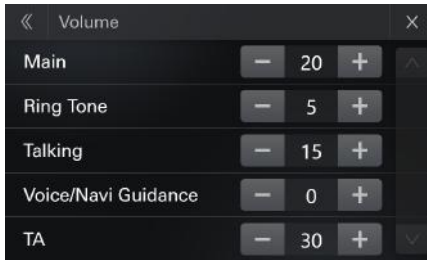 « Volume ×
Main − 20 +
Ring Tone − 5 +
Talking − 15 +
Voice/Navi Guidance − 0 +
TA − 30 +